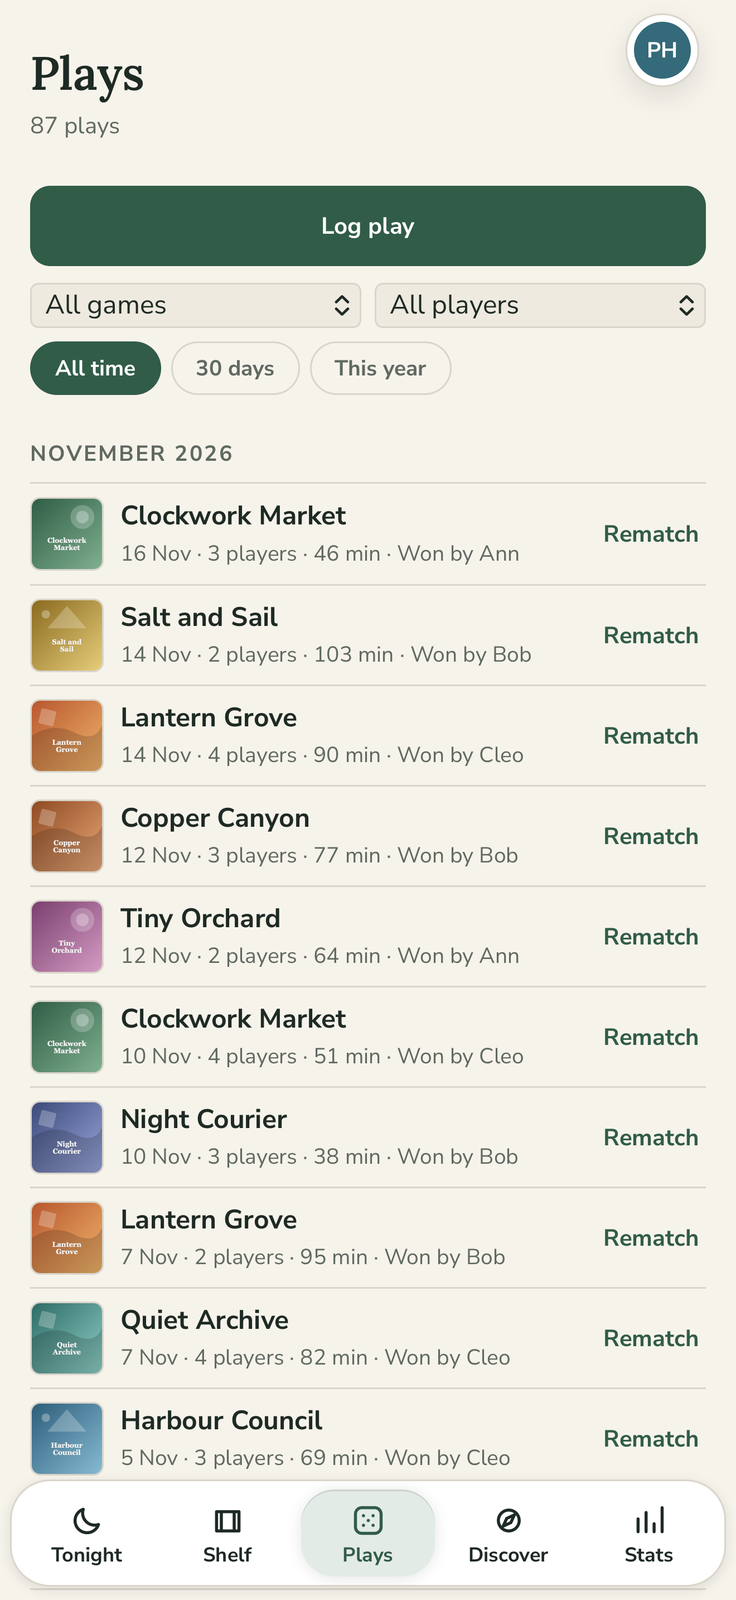 PH
Plays
87 plays
Log play
All games
All players
All time
30 days
This year
NOVEMBER 2026
Clockwork Market
Clockwork Market
16 Nov · 3 players · 46 min · Won by Ann
Rematch
Salt and Sail
Salt and Sail
14 Nov · 2 players · 103 min · Won by Bob
Rematch
Lantern Grove
Lantern Grove
14 Nov · 4 players · 90 min · Won by Cleo
Rematch
Copper Canyon
Copper Canyon
12 Nov · 3 players · 77 min · Won by Bob
Rematch
Tiny Orchard
Tiny Orchard
12 Nov · 2 players · 64 min · Won by Ann
Rematch
Clockwork Market
Clockwork Market
10 Nov · 4 players · 51 min · Won by Cleo
Rematch
Night Courier
Night Courier
10 Nov · 3 players · 38 min · Won by Bob
Rematch
Lantern Grove
Lantern Grove
7 Nov · 2 players · 95 min · Won by Bob
Rematch
Quiet Archive
Quiet Archive
7 Nov · 4 players · 82 min · Won by Cleo
Rematch
Harbour Council
Harbour Council
5 Nov · 3 players · 69 min · Won by Cleo
Rematch
Tonight
Shelf
Plays
Discover
Stats